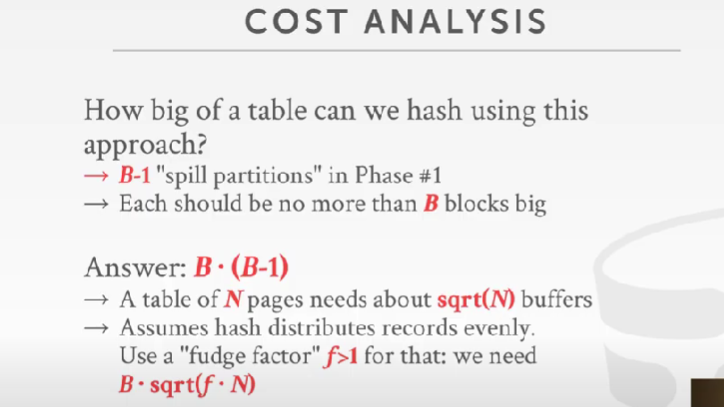 COST ANALYSIS
How big of a table can we hash using this
approach?
→ B-1 "spill partitions" in Phase #1
→ Each should be no more than B blocks big
Answer: B · (B-1)
→ A table of N pages needs about sqrt(N) buffers
→ Assumes hash distributes records evenly.
Use a "fudge factor" f>1 for that: we need
B · sqrt(f · N)